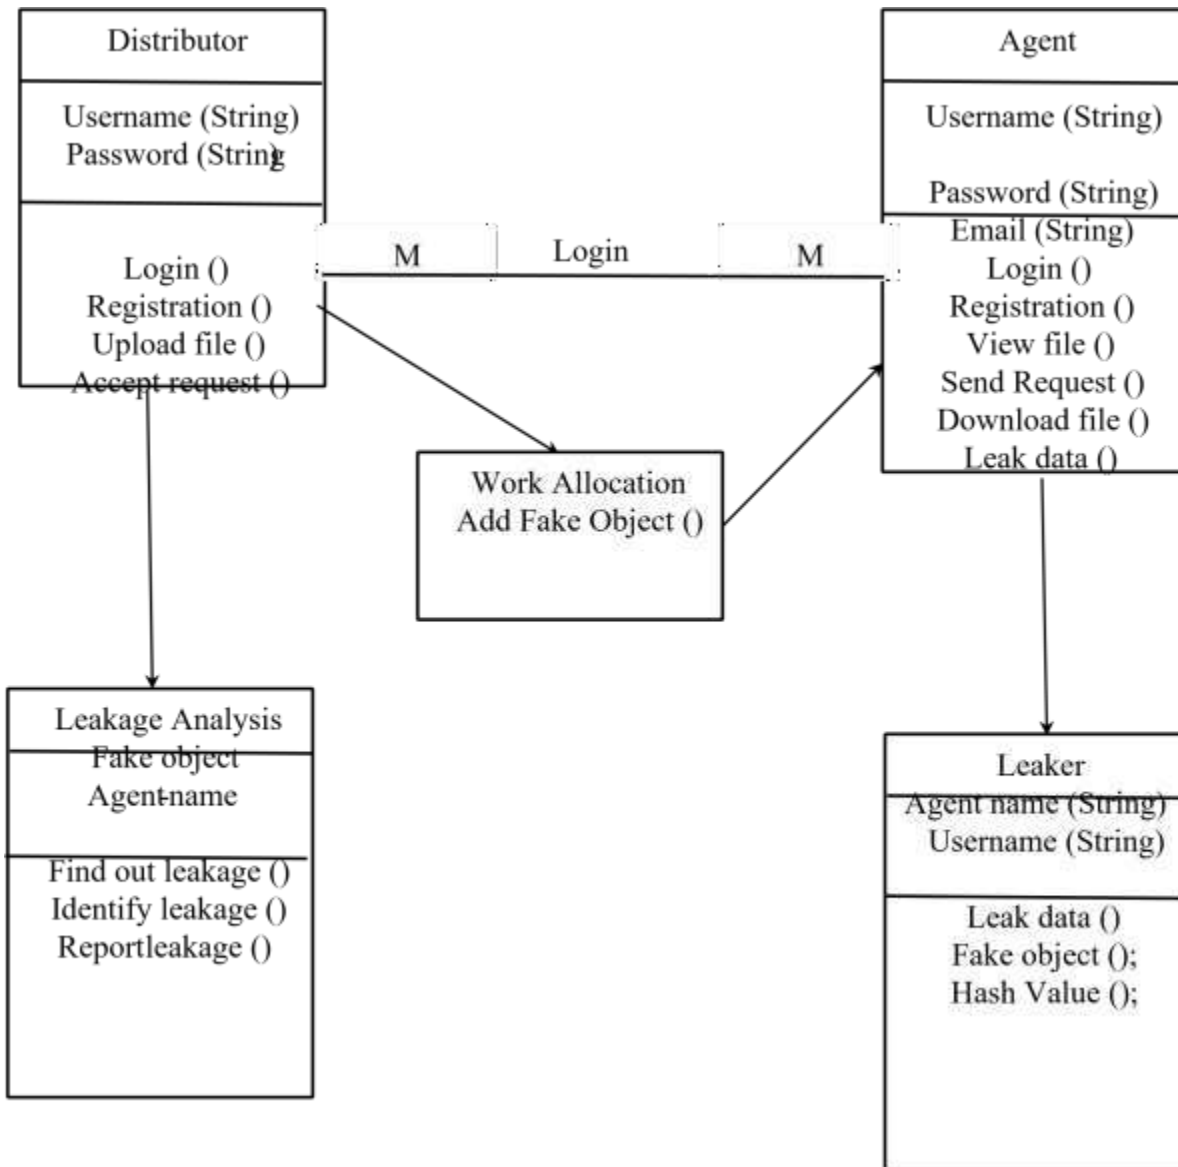 Distributor
Username (String)
Password (String
Login ()
Registration ()
Upload file ()
Accept request ()
M
Login
M
Agent
Username (String)
Password (String)
Email (String)
Login ()
Registration ()
View file ()
Send Request ()
Download file ()
Leak data ()
Work Allocation
Add Fake Object ()
Leakage Analysis
Fake object
Agent-name
Find out leakage ()
Identify leakage ()
Reportleakage ()
Leaker
Agent name (String)
Username (String)
Leak data ()
Fake object ();
Hash Value ();